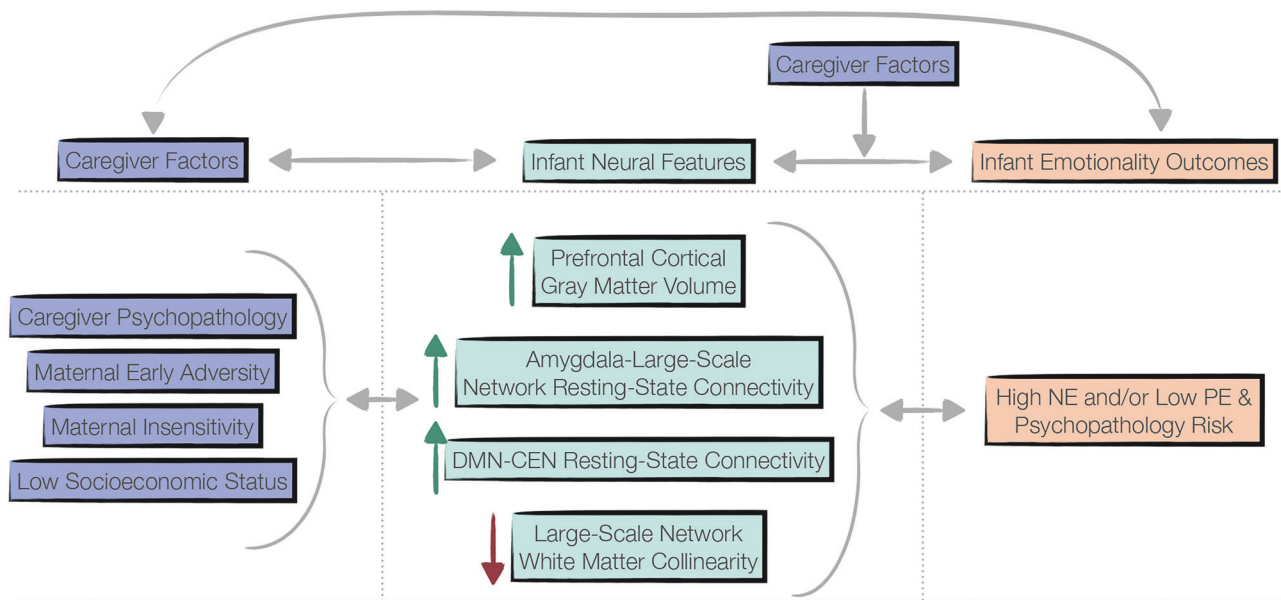 Caregiver Factors
Caregiver Factors
Infant Neural Features
Infant Emotionality Outcomes
Caregiver Psychopathology
Maternal Early Adversity
Maternal Insensitivity
Low Socioeconomic Status
Prefrontal Cortical
Gray Matter Volume
Amygdala-Large-Scale
Network Resting-State Connectivity
DMN-CEN Resting-State Connectivity
Large-Scale Network
White Matter Collinearity
High NE and/or Low PE &
Psychopathology Risk